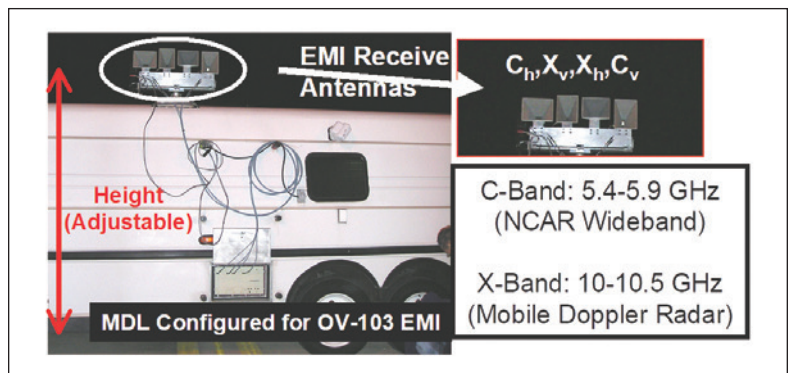 EMI Receive
Antennas
Height
(Adjustable)
MDL Configured for OV-103 EMI
Ch,Xv,Xh,Cv
C-Band: 5.4-5.9 GHz
(NCAR Wideband)
X-Band: 10-10.5 GHz
(Mobile Doppler Radar)